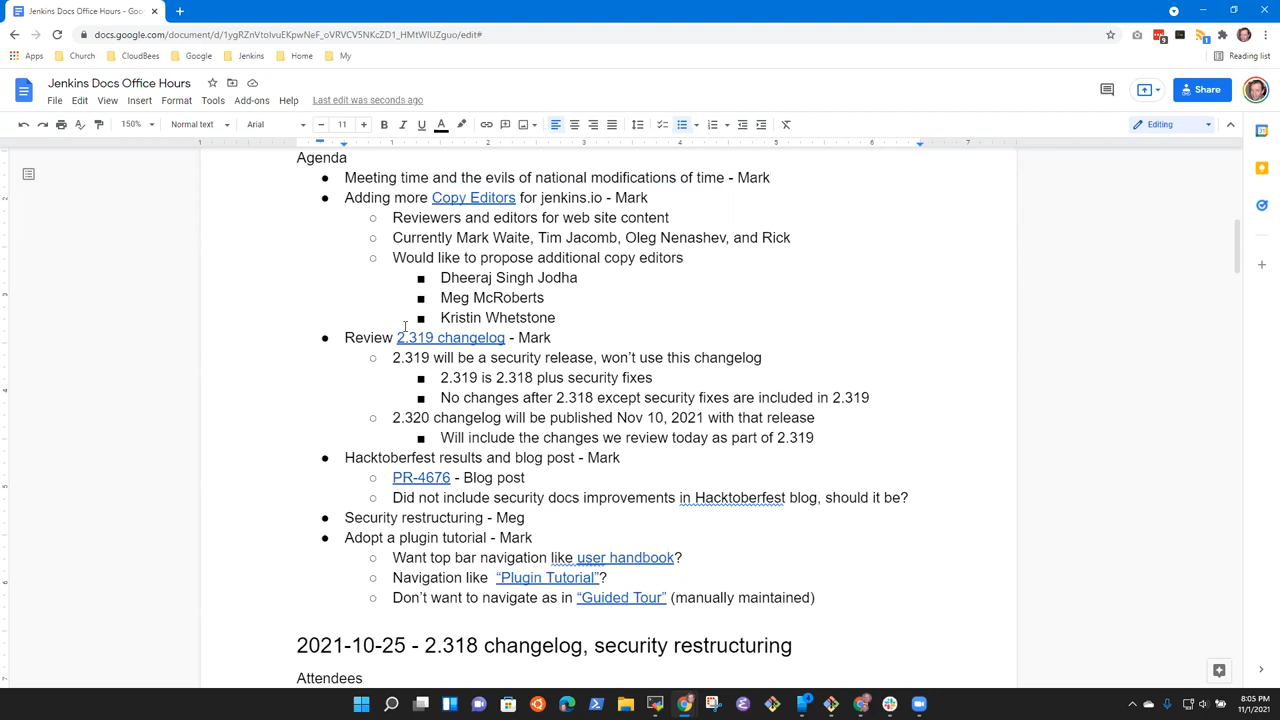 Jenkins Docs Office Hours - Goo
docs.google.com/document/d/1ygRZnVtoIvuEKpwNeF_oVRVCV5NKcZD1_HMtWIUZguo/edit#
Apps Church CloudBees Google Jenkins Home My Reading list
Jenkins Docs Office Hours
File Edit View Insert Format Tools Add-ons Help Last edit was seconds ago
Share
150% Normal text Arial 11 Editing
1 1 2 3 4 5 6 7
Agenda
● Meeting time and the evils of national modifications of time - Mark
● Adding more Copy Editors for jenkins.io - Mark
○ Reviewers and editors for web site content
○ Currently Mark Waite, Tim Jacomb, Oleg Nenashev, and Rick
○ Would like to propose additional copy editors
■ Dheeraj Singh Jodha
■ Meg McRoberts
■ Kristin Whetstone
● Review 2.319 changelog - Mark
○ 2.319 will be a security release, won’t use this changelog
■ 2.319 is 2.318 plus security fixes
■ No changes after 2.318 except security fixes are included in 2.319
○ 2.320 changelog will be published Nov 10, 2021 with that release
■ Will include the changes we review today as part of 2.319
● Hacktoberfest results and blog post - Mark
○ PR-4676 - Blog post
○ Did not include security docs improvements in Hacktoberfest blog, should it be?
● Security restructuring - Meg
● Adopt a plugin tutorial - Mark
○ Want top bar navigation like user handbook?
○ Navigation like “Plugin Tutorial”?
○ Don’t want to navigate as in “Guided Tour” (manually maintained)
2021-10-25 - 2.318 changelog, security restructuring
Attendees
8:05 PM
11/1/2021